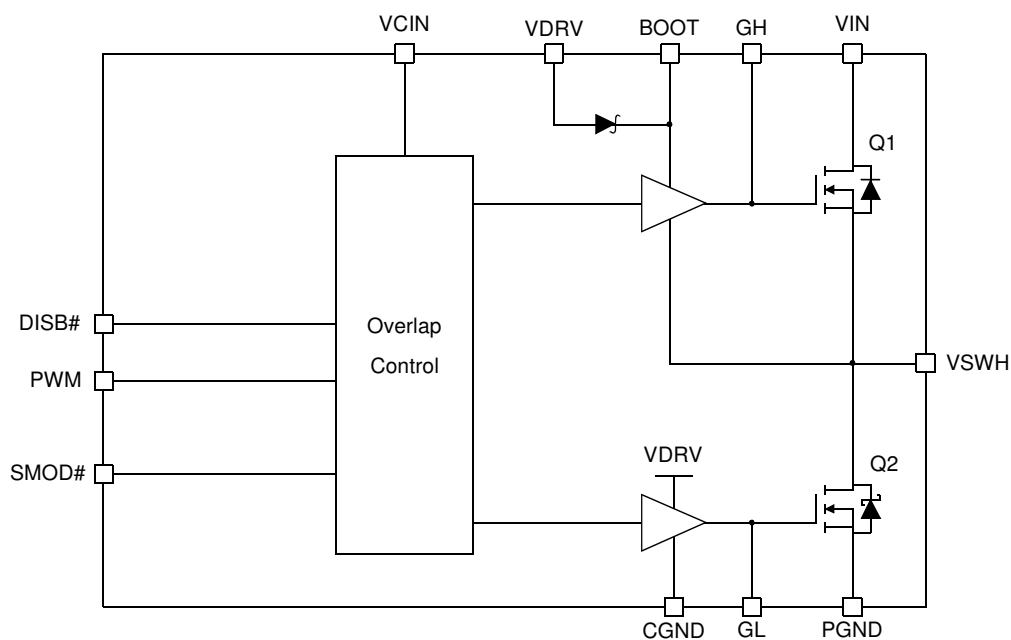 VCIN
VDRV
BOOT
GH
VIN
Q1
DISB#
PWM
SMOD#
Overlap
Control
VSWH
VDRV
Q2
CGND
GL
PGND